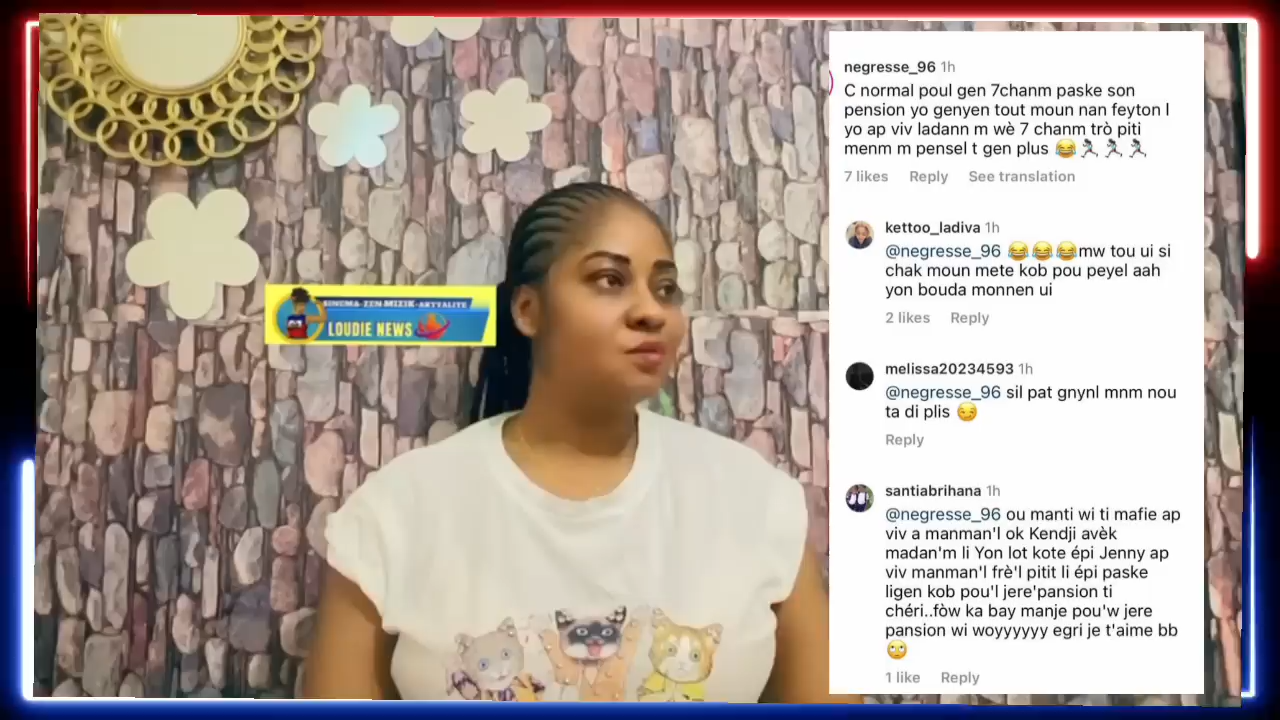 SINEMA-ZEN-MIZIK-AKTYALITE
LOUDIE NEWS
negresse_96 1h
C normal poul gen 7chanm paske son
pension yo genyen tout moun nan feyton l
yo ap viv ladann m wè 7 chanm trò piti
menm m pensel t gen plus 😂🏃🏿‍♀️🏃🏿‍♀️🏃🏿‍♀️
7 likes Reply See translation
kettoo_ladiva 1h
@negresse_96 😂😂😂mw tou ui si
chak moun mete kob pou peyel aah
yon bouda monnen ui
2 likes Reply
melissa20234593 1h
@negresse_96 sil pat gnynl mnm nou
ta di plis 😏
Reply
santiabrihana 1h
@negresse_96 ou manti wi ti mafie ap
viv a manman'l ok Kendji avèk
madan'm li Yon lot kote épi Jenny ap
viv manman'l frè'l pitit li épi paske
ligen kob pou'l jere'pansion ti
chéri..fòw ka bay manje pou'w jere
pansion wi woyyyyyy egri je t'aime bb
🙄
1 like Reply